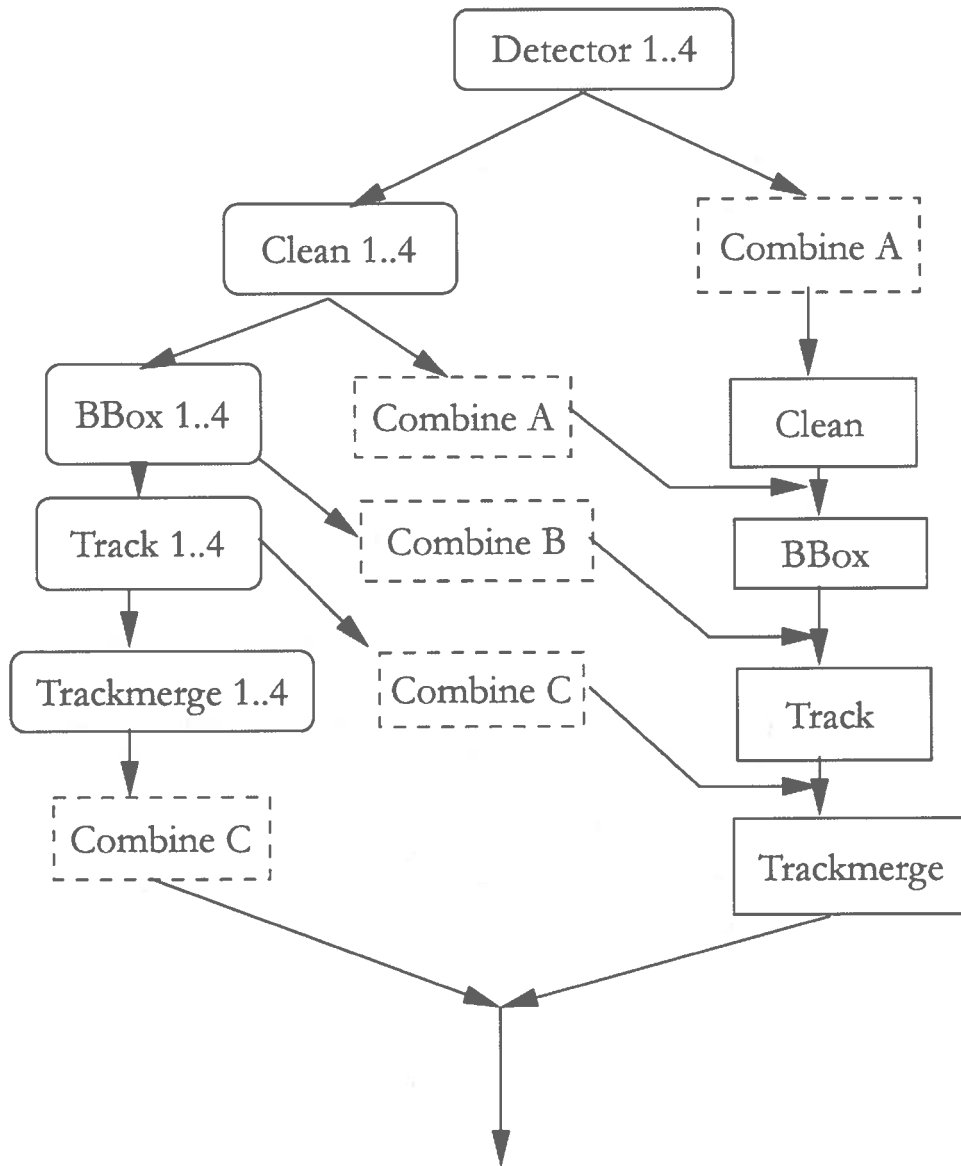 Detector 1..4
Clean 1..4
Combine A
BBox 1..4
Combine A
Clean
Track 1..4
Combine B
BBox
Trackmerge 1..4
Combine C
Track
Combine C
Trackmerge